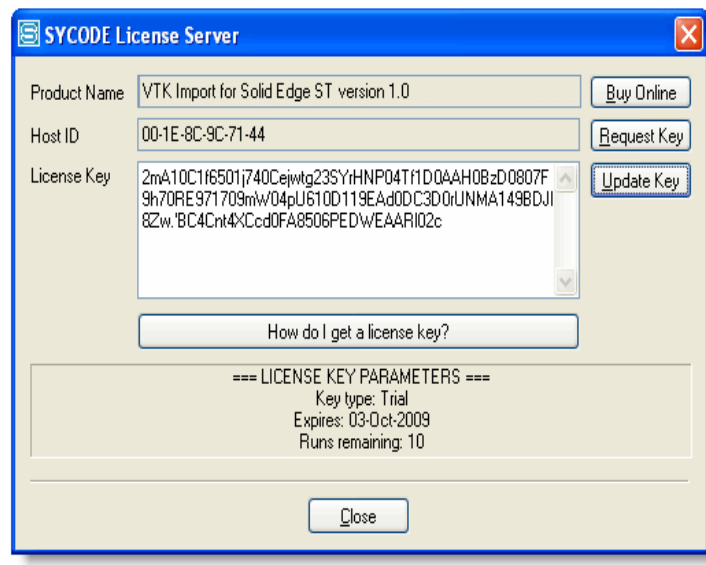 SYCODE License Server
Product Name VTK Import for Solid Edge ST version 1.0 Buy Online
Host ID 00-1E-8C-9C-71-44 Request Key
License Key 2mA10C1f6501j740Cejwtg23SYrHNP04Tf1D0AAH0BzD0807F Update Key
9h70RE971709mW04pU610D119EAd0DC3D0rUNMA149BDJI
8Zw.'BC4Cnt4XCcd0FA8506PEDWEAARI02c
How do I get a license key?
=== LICENSE KEY PARAMETERS ===
Key type: Trial
Expires: 03-Oct-2009
Runs remaining: 10
Close